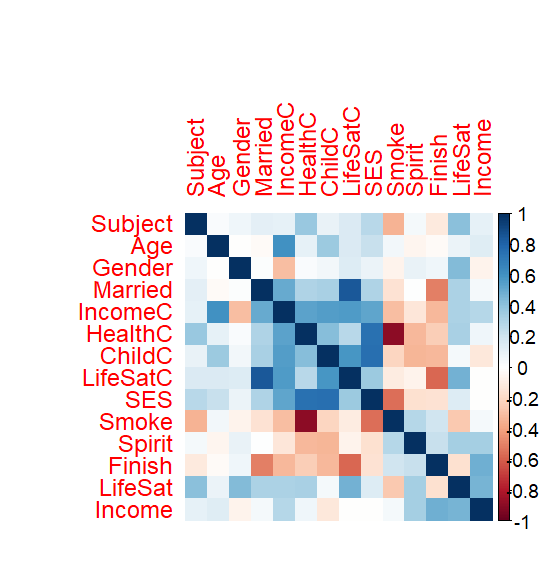 Subject
Age
Gender
Married
IncomeC
HealthC
ChildC
LifeSatC
SES
Smoke
Spirit
Finish
LifeSat
Income
Subject
Age
Gender
Married
IncomeC
HealthC
ChildC
LifeSatC
SES
Smoke
Spirit
Finish
LifeSat
Income
1
0.8
0.6
0.4
0.2
0
-0.2
-0.4
-0.6
-0.8
-1